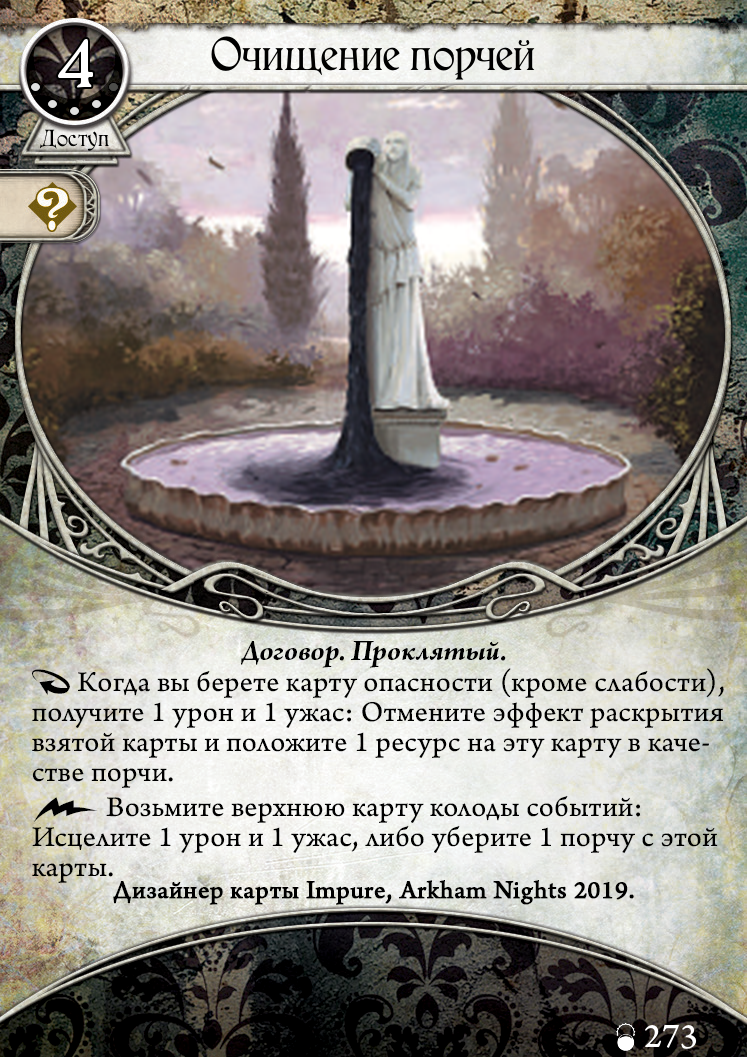 4
Очищение порчей
Доступ
?
Договор. Проклятый.
Когда вы берете карту опасности (кроме слабости),
получите 1 урон и 1 ужас: Отмените эффект раскрытия
взятой карты и положите 1 ресурс на эту карту в каче-
стве порчи.
Возьмите верхнюю карту колоды событий:
Исцелите 1 урон и 1 ужас, либо уберите 1 порчу с этой
карты.
Дизайнер карты Impure, Arkham Nights 2019.
273